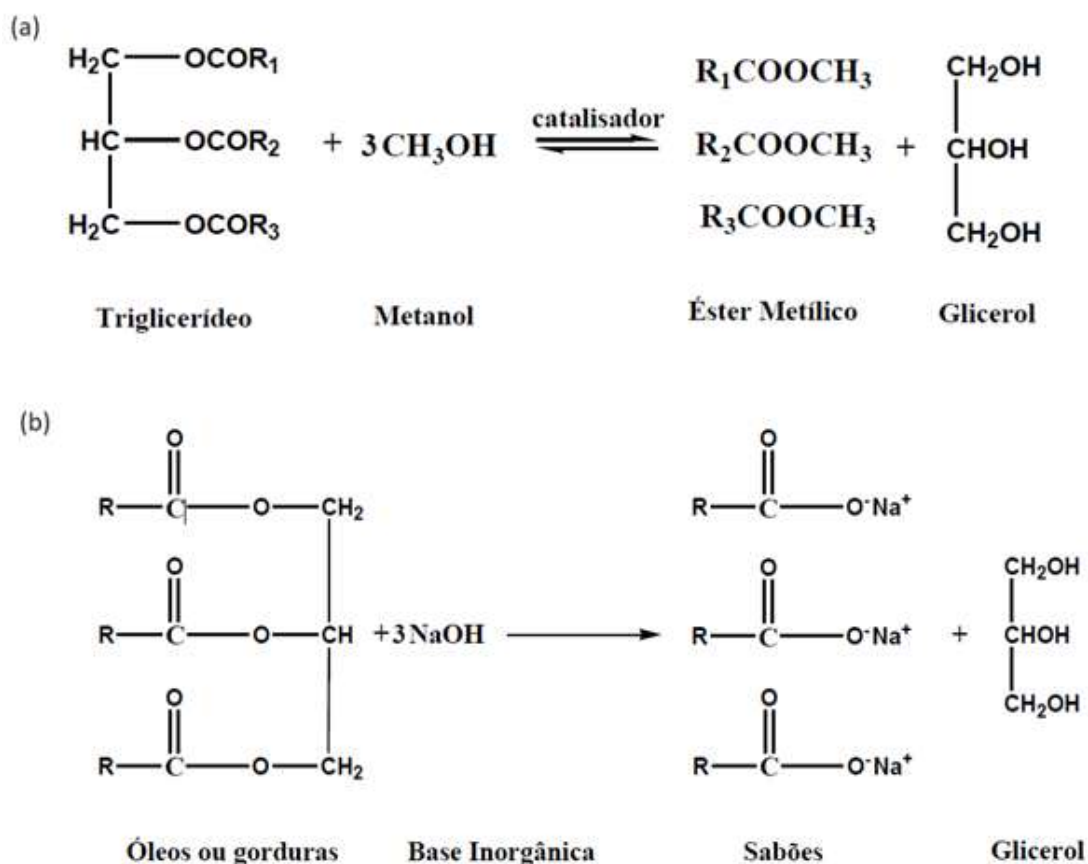 (a)
H₂C—OCOR₁
HC—OCOR₂ + 3CH₃OH
H₂C—OCOR₃
catalisador
R₁COOCH₃
R₂COOCH₃ +
R₃COOCH₃
CH₂OH
CHOH
CH₂OH
Triglicerídeo Metanol Éster Metílico Glicerol
(b)
O
R—C—O—CH₂
O
R—C—O—CH +3NaOH
O
R—C—O—CH₂
O
R—C—O⁻Na⁺
O
R—C—O⁻Na⁺ +
O
R—C—O⁻Na⁺
CH₂OH
CHOH
CH₂OH
Óleos ou gorduras Base Inorgânica Sabões Glicerol